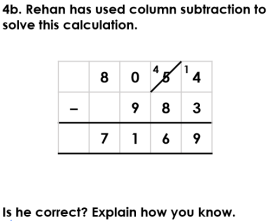 4b. Rehan has used column subtraction to
solve this calculation.
8 0 4 5 1 4
- 9 8 3
7 1 6 9
Is he correct? Explain how you know.